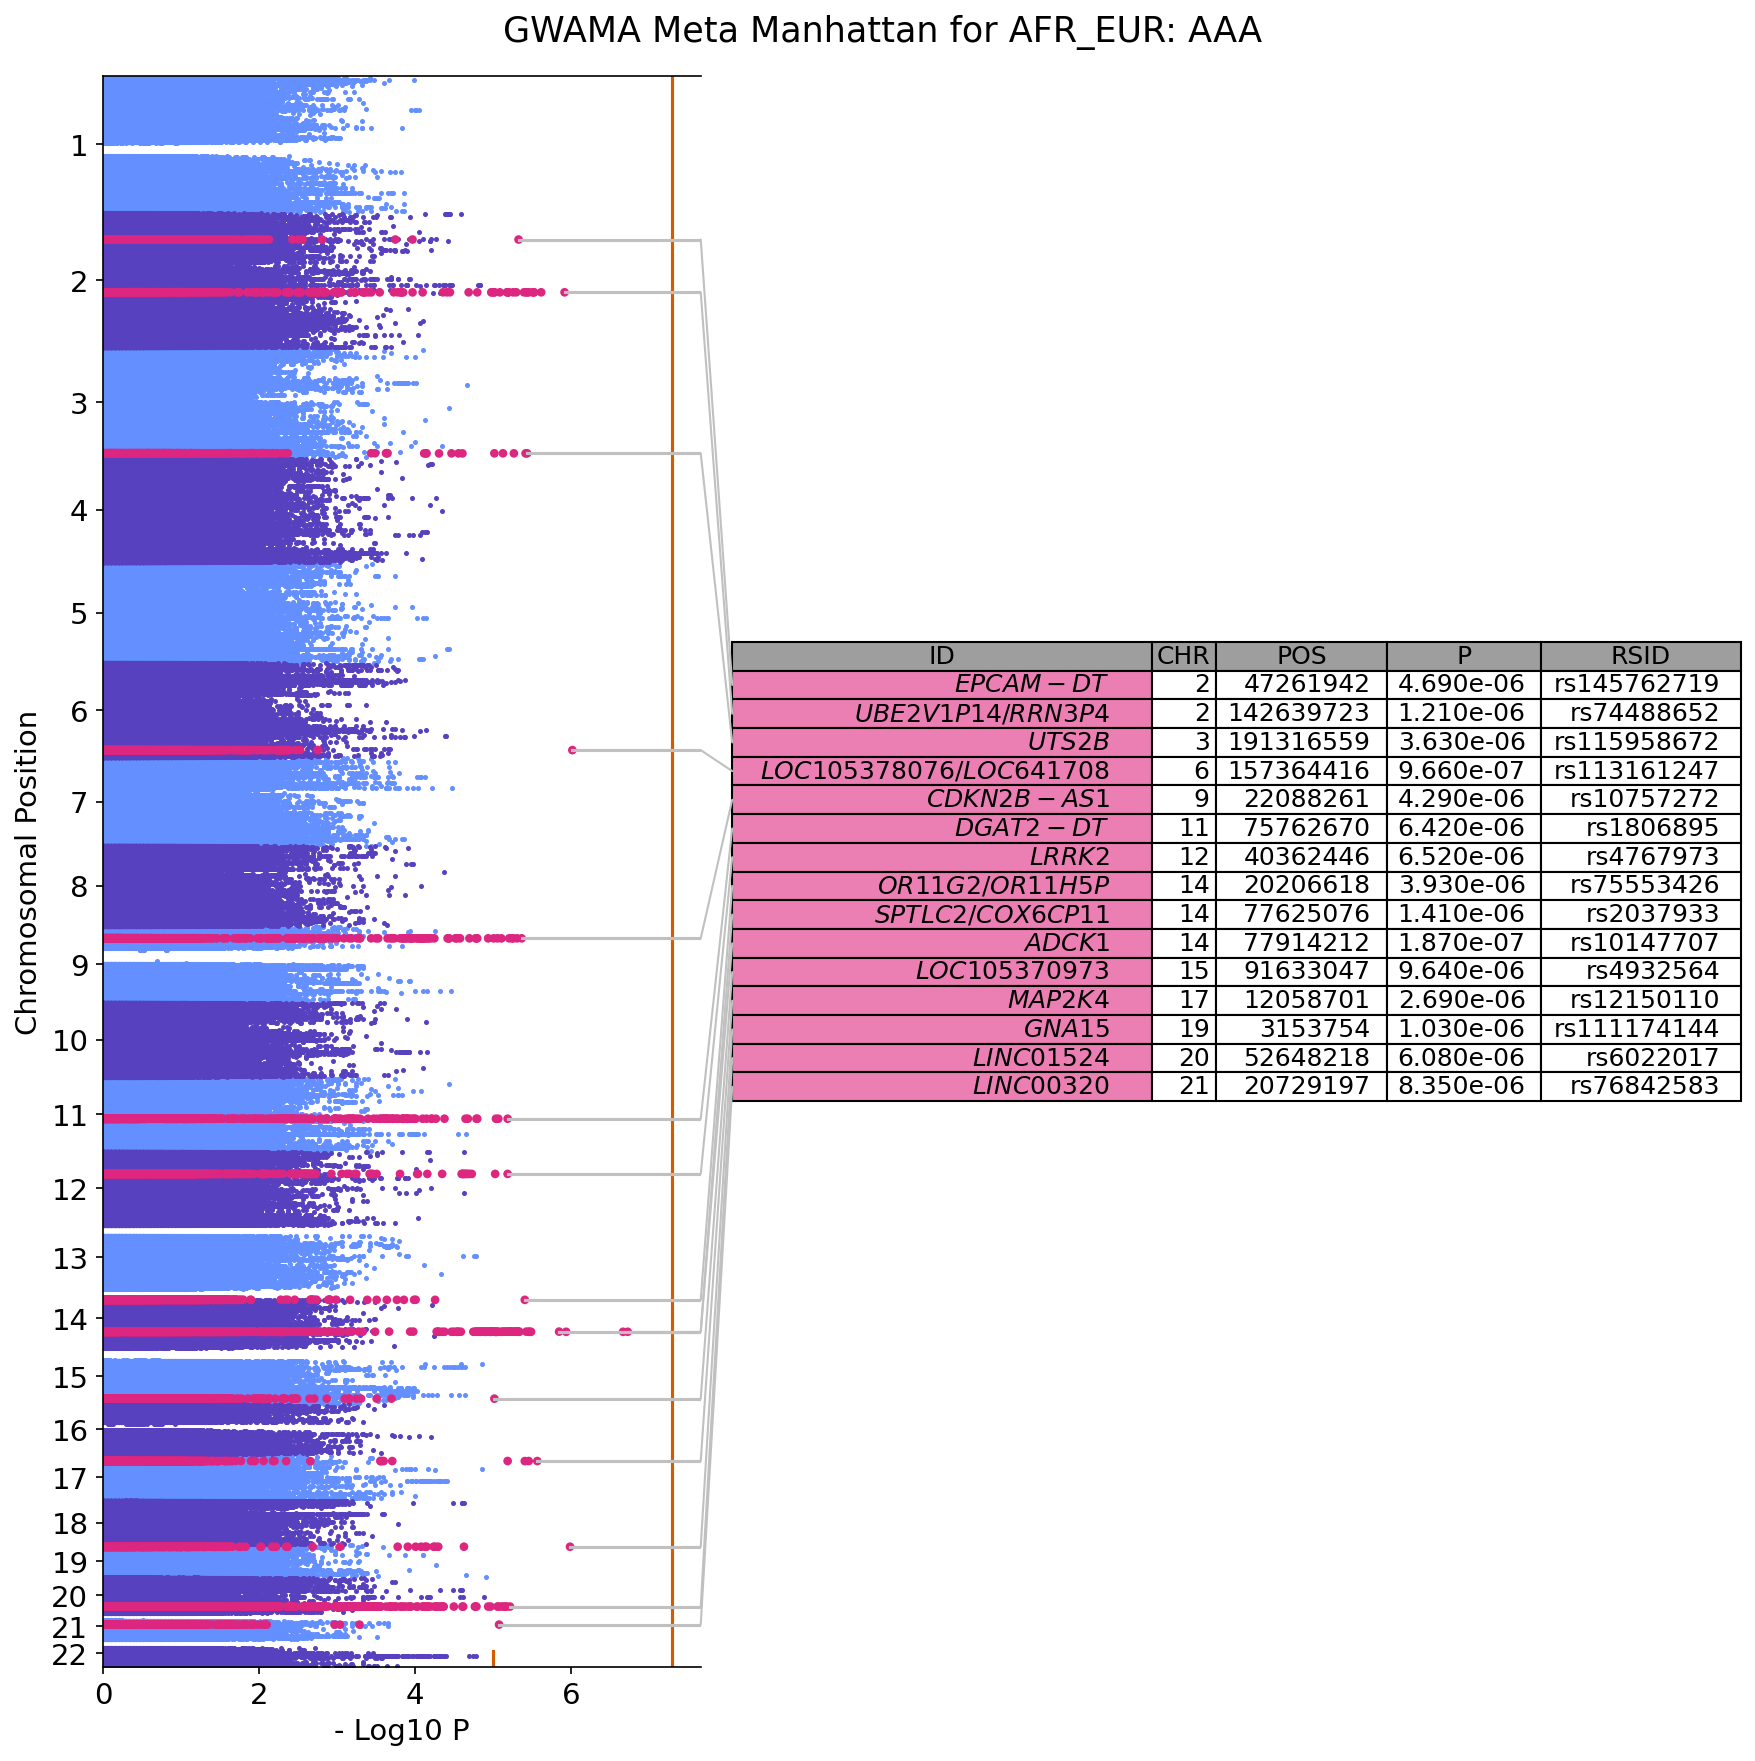 GWAMA Meta Manhattan for AFR_EUR: AAA
Chromosomal Position
1
2
3
4
5
6
7
8
9
10
11
12
13
14
15
16
17
18
19
20
21
22
0 2 4 6
- Log10 P
ID CHR POS P RSID
EPCAM − DT 2 47261942 4.690e-06 rs145762719
UBE2V1P14/RRN3P4 2 142639723 1.210e-06 rs74488652
UTS2B 3 191316559 3.630e-06 rs115958672
LOC105378076/LOC641708 6 157364416 9.660e-07 rs113161247
CDKN2B − AS1 9 22088261 4.290e-06 rs10757272
DGAT2 − DT 11 75762670 6.420e-06 rs1806895
LRRK2 12 40362446 6.520e-06 rs4767973
OR11G2/OR11H5P 14 20206618 3.930e-06 rs75553426
SPTLC2/COX6CP11 14 77625076 1.410e-06 rs2037933
ADCK1 14 77914212 1.870e-07 rs10147707
LOC105370973 15 91633047 9.640e-06 rs4932564
MAP2K4 17 12058701 2.690e-06 rs12150110
GNA15 19 3153754 1.030e-06 rs111174144
LINC01524 20 52648218 6.080e-06 rs6022017
LINC00320 21 20729197 8.350e-06 rs76842583